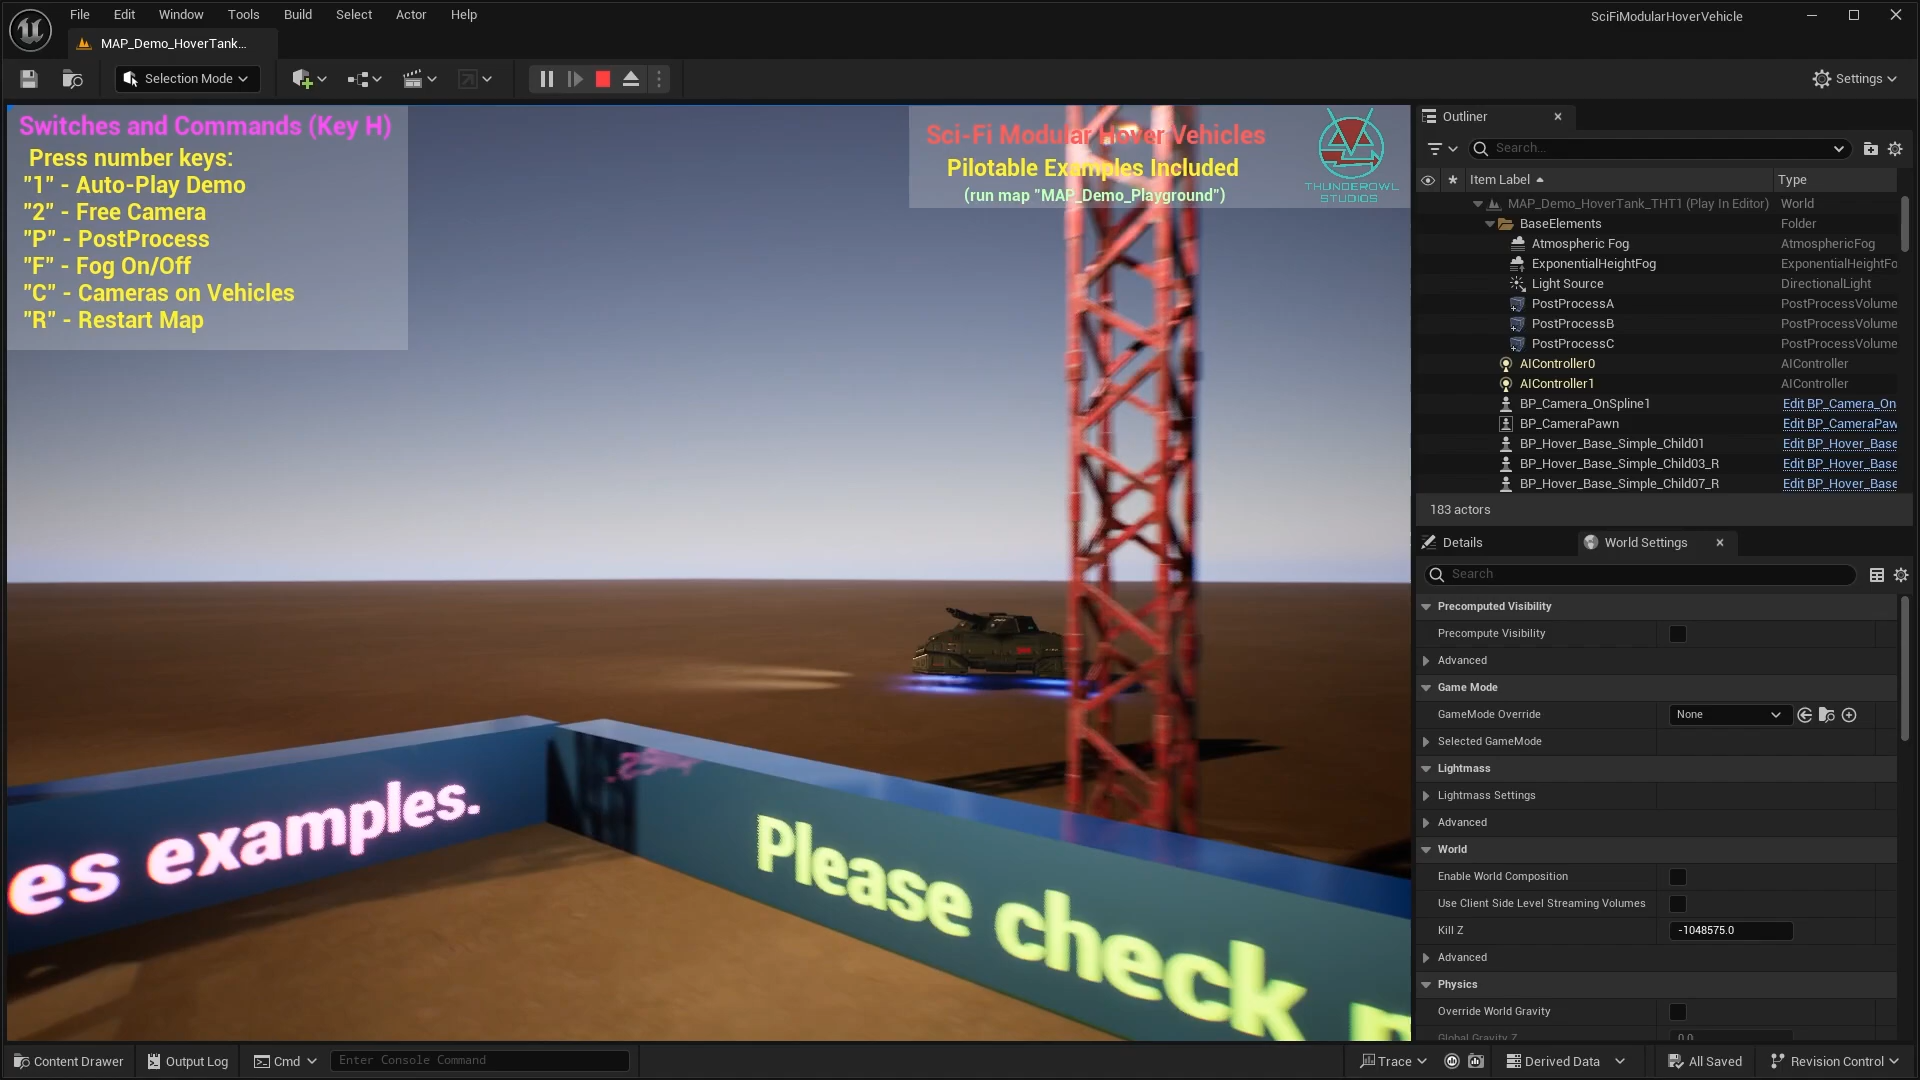 File Edit Window Tools Build Select Actor Help
SciFiModularHoverVehicle
MAP_Demo_HoverTank...
Selection Mode
Settings
Switches and Commands (Key H)
Press number keys:
"1" - Auto-Play Demo
"2" - Free Camera
"P" - PostProcess
"F" - Fog On/Off
"C" - Cameras on Vehicles
"R" - Restart Map
Sci-Fi Modular Hover Vehicles
Pilotable Examples Included
(run map "MAP_Demo_Playground")
THUNDEROWL
STUDIOS
es examples.
Please check
Outliner
Search...
Item Label Type
MAP_Demo_HoverTank_THT1 (Play In Editor) World
BaseElements Folder
Atmospheric Fog AtmosphericFog
ExponentialHeightFog ExponentialHeightFo
Light Source DirectionalLight
PostProcessA PostProcessVolume
PostProcessB PostProcessVolume
PostProcessC PostProcessVolume
AIController0 AIController
AIController1 AIController
BP_Camera_OnSpline1 Edit BP_Camera_On
BP_CameraPawn Edit BP_CameraPaw
BP_Hover_Base_Simple_Child01 Edit BP_Hover_Base
BP_Hover_Base_Simple_Child03_R Edit BP_Hover_Base
BP_Hover_Base_Simple_Child07_R Edit BP_Hover_Base
183 actors
Details World Settings
Search
Precomputed Visibility
Precompute Visibility
Advanced
Game Mode
GameMode Override None
Selected GameMode
Lightmass
Lightmass Settings
Advanced
World
Enable World Composition
Use Client Side Level Streaming Volumes
Kill Z -1048575.0
Advanced
Physics
Override World Gravity
Global Gravity Z 0.0
Content Drawer Output Log Cmd Enter Console Command Trace Derived Data All Saved Revision Control